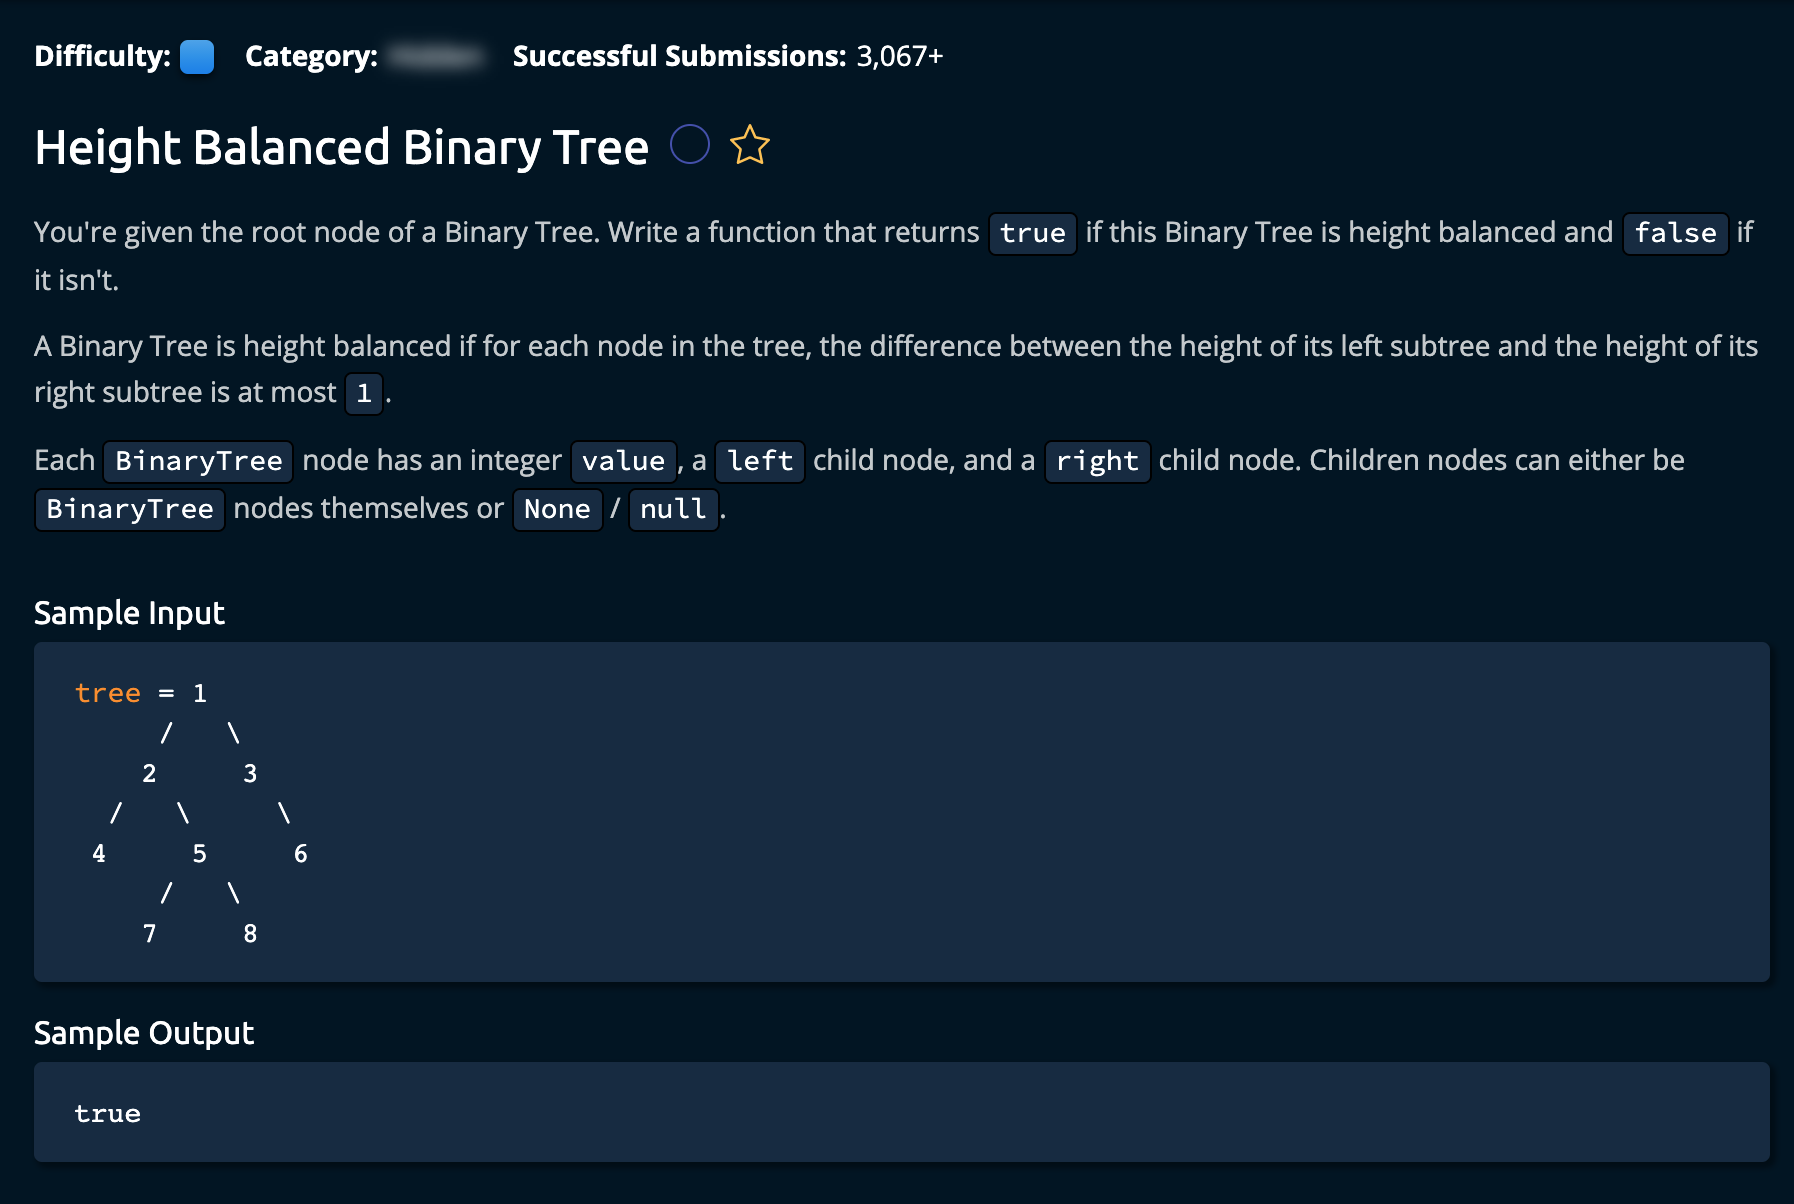 Difficulty: Category: Successful Submissions: 3,067+
Height Balanced Binary Tree
You're given the root node of a Binary Tree. Write a function that returns true if this Binary Tree is height balanced and false if
it isn't.
A Binary Tree is height balanced if for each node in the tree, the difference between the height of its left subtree and the height of its
right subtree is at most 1.
Each BinaryTree node has an integer value, a left child node, and a right child node. Children nodes can either be
BinaryTree nodes themselves or None / null.
Sample Input
tree = 1
/ \
2 3
/ \ \
4 5 6
/ \
7 8
Sample Output
true